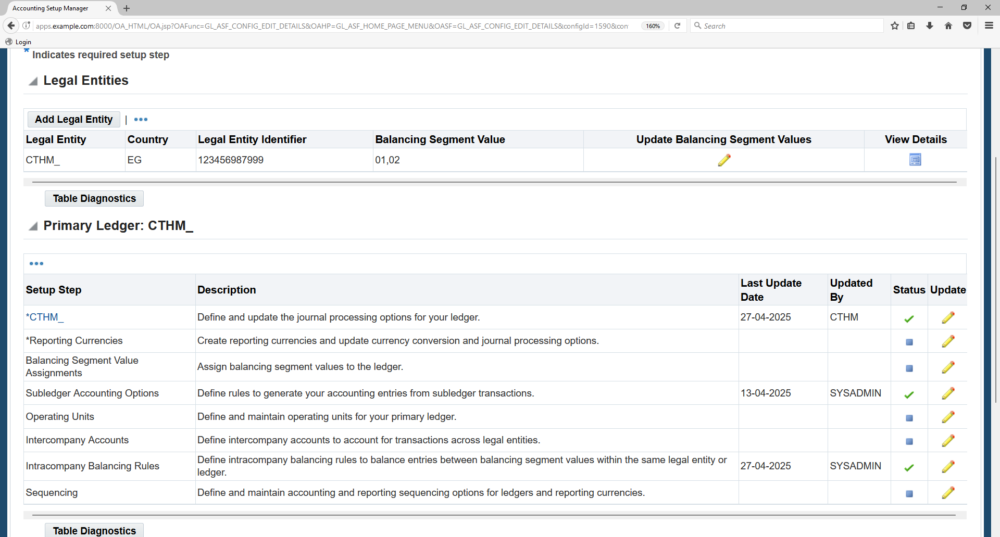 Accounting Setup Manager
apps.example.com:8000/OA_HTML/OA.jsp?OAFunc=GL_ASF_CONFIG_EDIT_DETAILS&OAHP=GL_ASF_HOME_PAGE_MENU&OASF=GL_ASF_CONFIG_EDIT_DETAILS&configId=1590&con
160%
Search
Login
* Indicates required setup step
Legal Entities
Add Legal Entity |
Legal Entity Country Legal Entity Identifier Balancing Segment Value Update Balancing Segment Values View Details
CTHM_ EG 123456987999 01,02
Table Diagnostics
Primary Ledger: CTHM_
Setup Step Description Last Update Date Updated By Status Update
*CTHM_ Define and update the journal processing options for your ledger. 27-04-2025 CTHM
*Reporting Currencies Create reporting currencies and update currency conversion and journal processing options.
Balancing Segment Value Assignments Assign balancing segment values to the ledger.
Subledger Accounting Options Define rules to generate your accounting entries from subledger transactions. 13-04-2025 SYSADMIN
Operating Units Define and maintain operating units for your primary ledger.
Intercompany Accounts Define intercompany accounts to account for transactions across legal entities.
Intracompany Balancing Rules Define intracompany balancing rules to balance entries between balancing segment values within the same legal entity or ledger. 27-04-2025 SYSADMIN
Sequencing Define and maintain accounting and reporting sequencing options for ledgers and reporting currencies.
Table Diagnostics